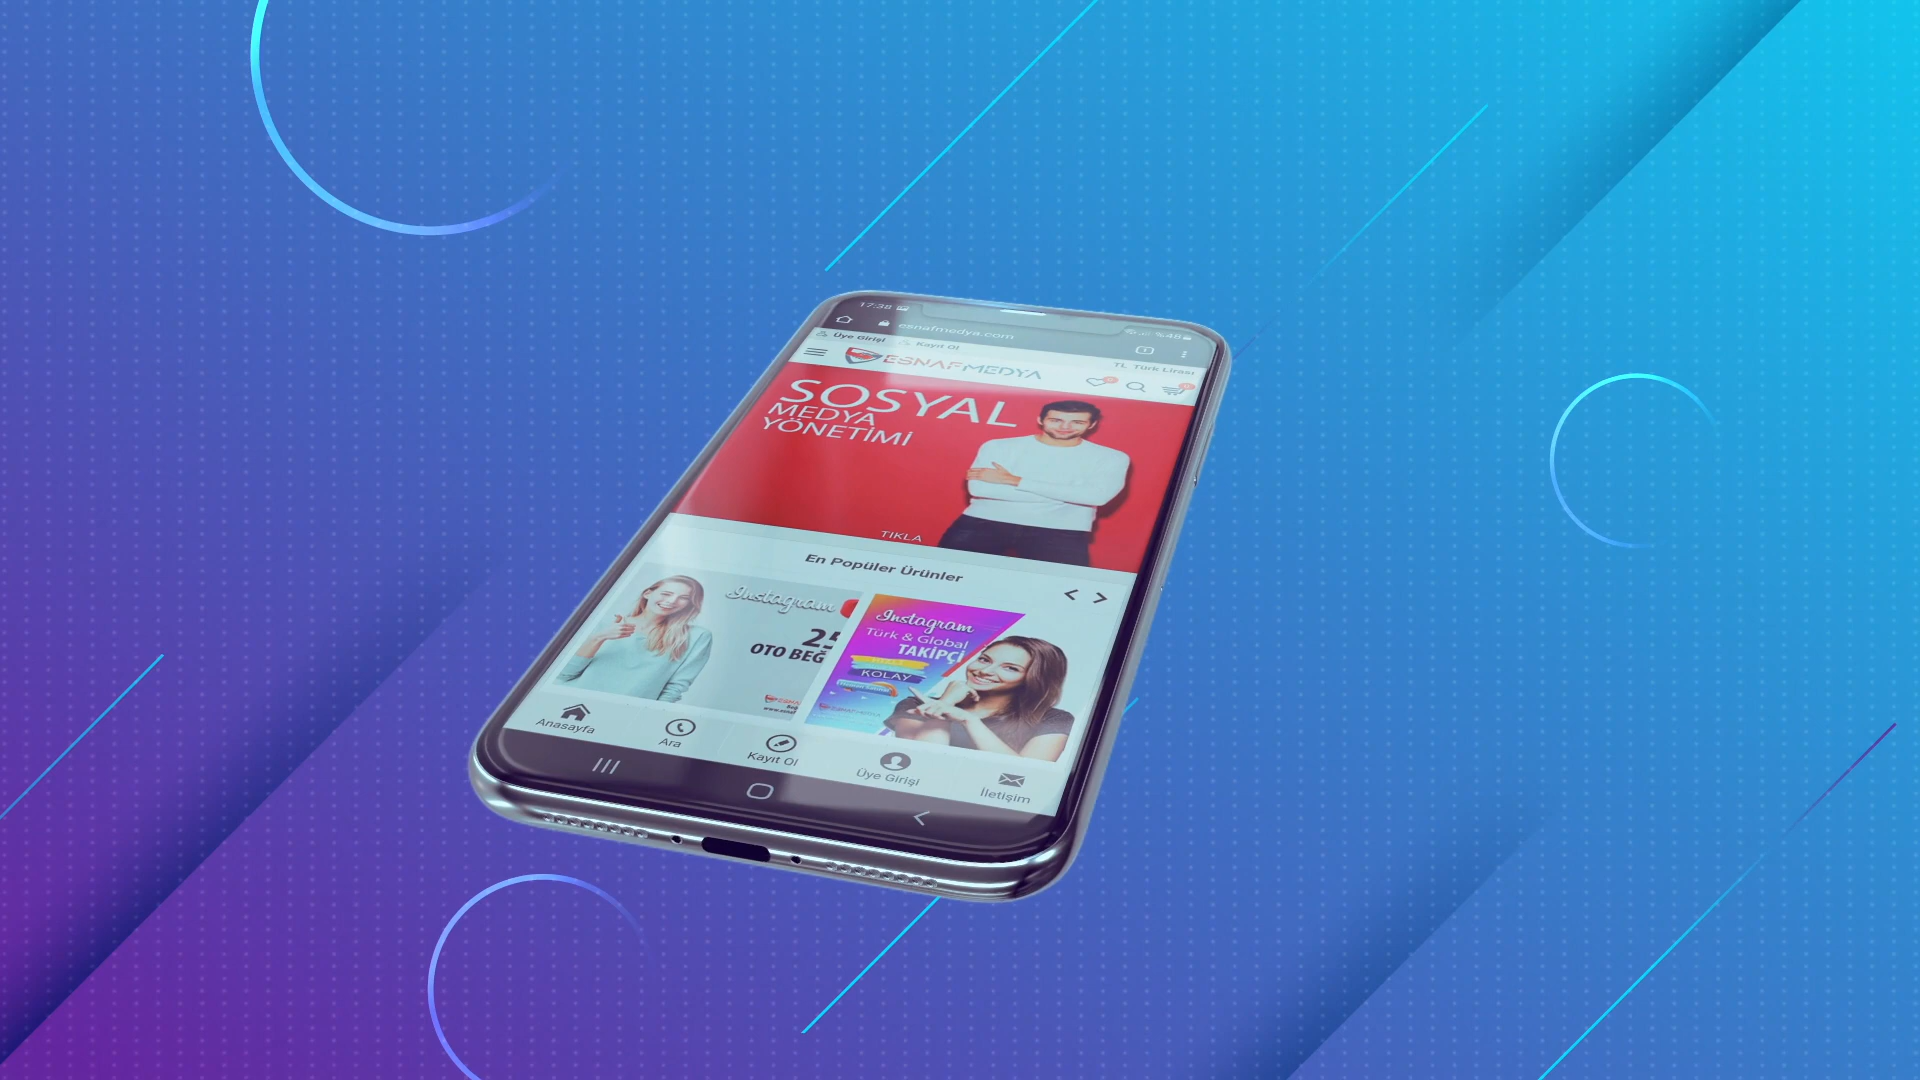 17:38
%48
esnafmedya.com
Üye Girişi
Kayıt Ol
TL Türk Lirası
ESNAFMEDYA
SOSYAL
MEDYA
YÖNETİMİ
TIKLA
En Popüler Ürünler
Instagram
25
OTO BEĞ
Instagram
Türk & Global
TAKİPÇİ
KOLAY
Anasayfa
Ara
Kayıt Ol
Üye Girişi
İletişim